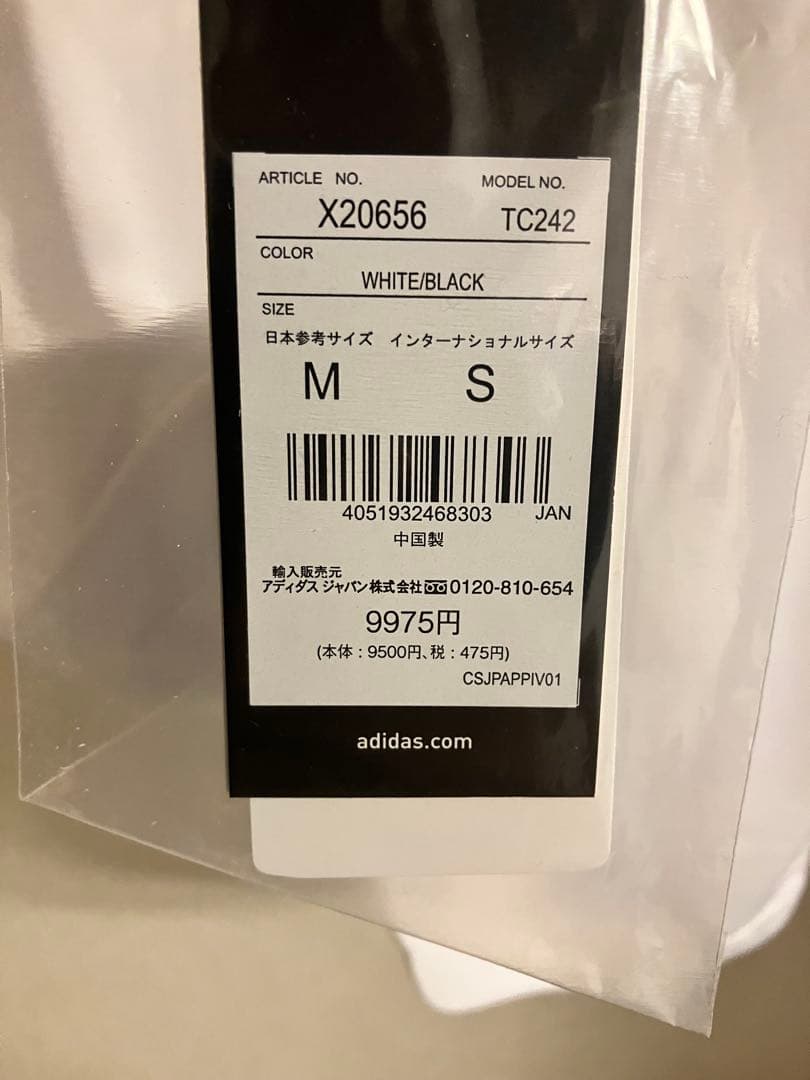 ARTICLE NO. MODEL NO.
X20656 TC242
COLOR
WHITE/BLACK
SIZE
日本参考サイズ インターナショナルサイズ
M S
4051932468303 JAN
中国製
輸入販売元
アディダス ジャパン株式会社 0120-810-654
9975円
(本体:9500円、税:475円)
CSJPAPPIV01
adidas.com